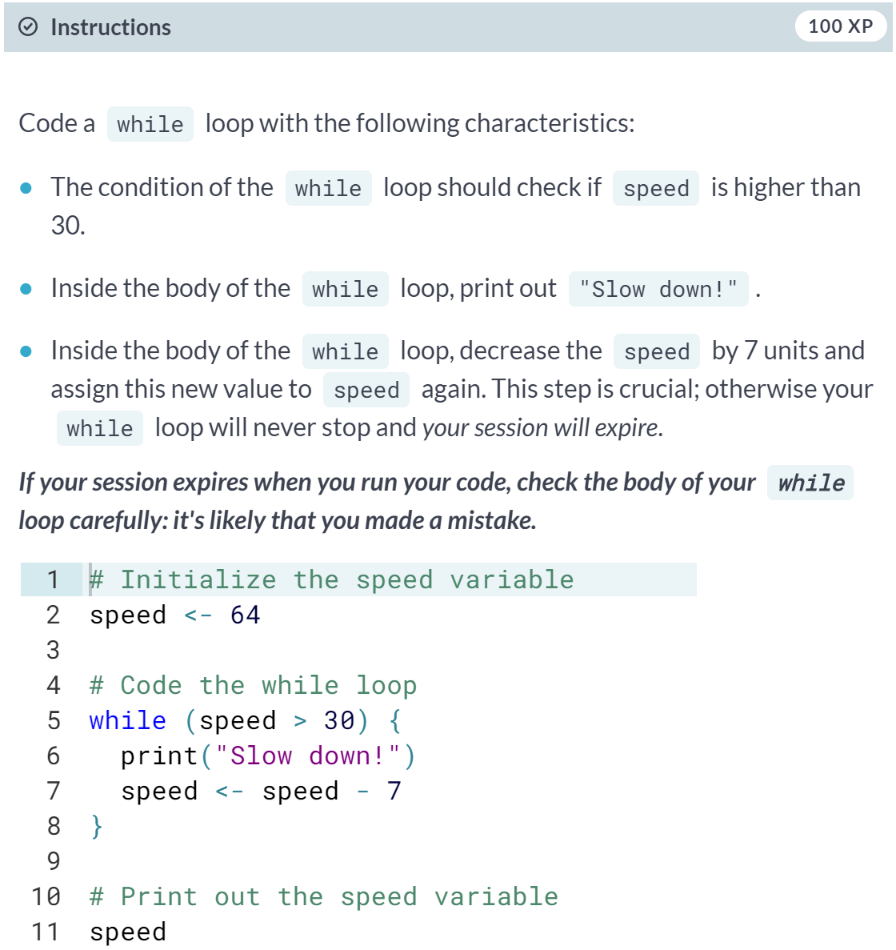 Instructions 100 XP
Code a while loop with the following characteristics:
The condition of the while loop should check if speed is higher than
30.
Inside the body of the while loop, print out "Slow down!" .
Inside the body of the while loop, decrease the speed by 7 units and
assign this new value to speed again. This step is crucial; otherwise your
while loop will never stop and your session will expire.
If your session expires when you run your code, check the body of your while
loop carefully: it's likely that you made a mistake.
1 # Initialize the speed variable
2 speed <- 64
3
4 # Code the while loop
5 while (speed > 30) {
6   print("Slow down!")
7   speed <- speed - 7
8 }
9
10 # Print out the speed variable
11 speed